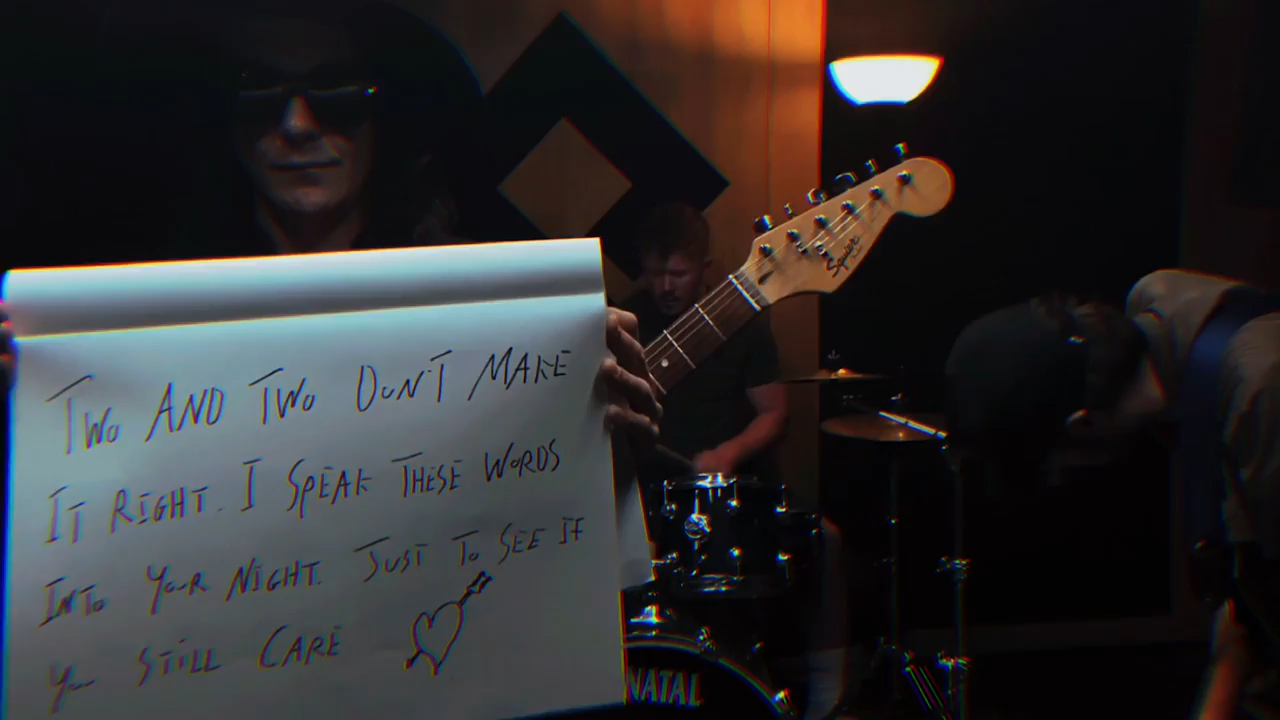 Squier
TWO AND TWO DON'T MAKE
IT RIGHT. I SPEAK THESE WORDS
INTO YOUR NIGHT. JUST TO SEE IF
YOU STILL CARE
NATAL